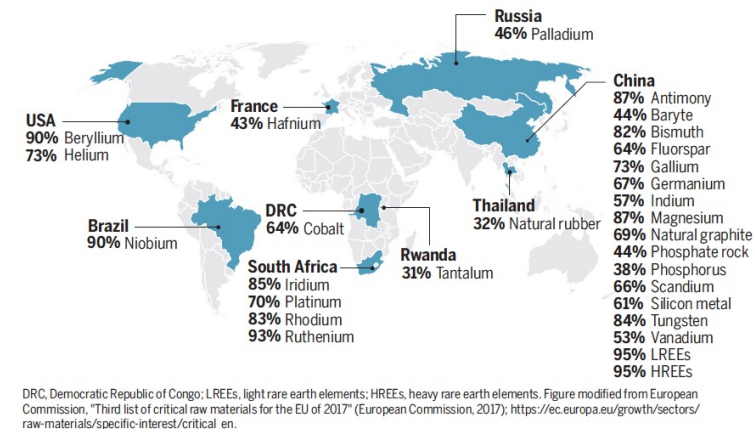 Russia
46% Palladium
China
87% Antimony
44% Baryte
82% Bismuth
64% Fluorspar
73% Gallium
67% Germanium
57% Indium
87% Magnesium
69% Natural graphite
44% Phosphate rock
38% Phosphorus
66% Scandium
61% Silicon metal
84% Tungsten
53% Vanadium
95% LREEs
95% HREEs
France
43% Hafnium
USA
90% Beryllium
73% Helium
Thailand
32% Natural rubber
DRC
64% Cobalt
Brazil
90% Niobium
Rwanda
31% Tantalum
South Africa
85% Iridium
70% Platinum
83% Rhodium
93% Ruthenium
DRC, Democratic Republic of Congo; LREEs, light rare earth elements; HREEs, heavy rare earth elements. Figure modified from European
Commission, "Third list of critical raw materials for the EU of 2017" (European Commission, 2017); https://ec.europa.eu/growth/sectors/
raw-materials/specific-interest/critical_en.